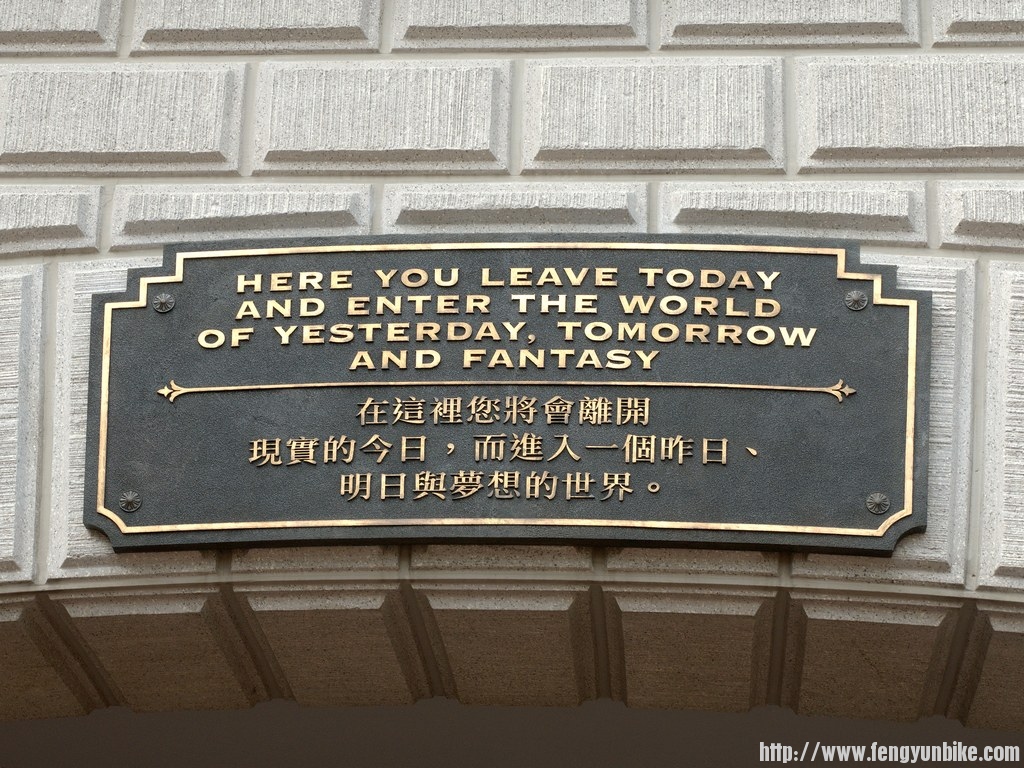 HERE YOU LEAVE TODAY
AND ENTER THE WORLD
OF YESTERDAY, TOMORROW
AND FANTASY
在這裡您將會離開
現實的今日，而進入一個昨日、
明日與夢想的世界。
http://www.fengyunbike.com